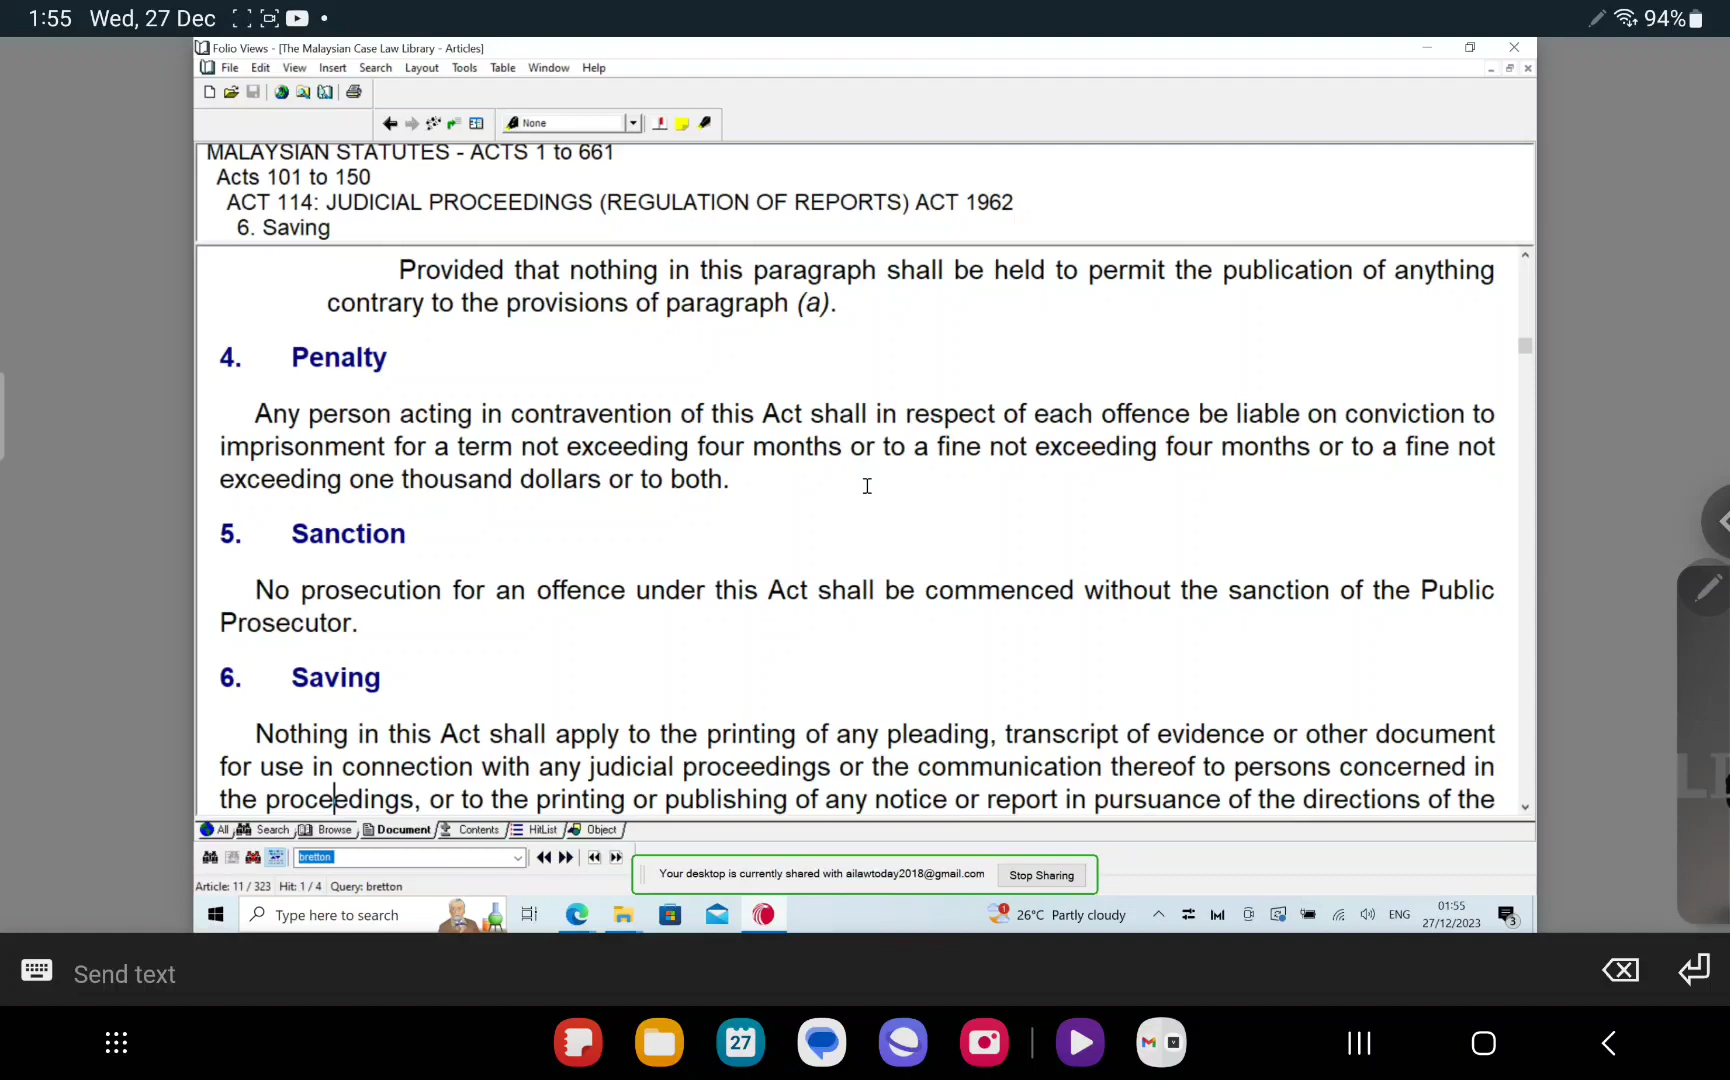 1:55 Wed, 27 Dec 94%
Folio Views - [The Malaysian Case Law Library - Articles]
File Edit View Insert Search Layout Tools Table Window Help
None
MALAYSIAN STATUTES - ACTS 1 to 661
Acts 101 to 150
ACT 114: JUDICIAL PROCEEDINGS (REGULATION OF REPORTS) ACT 1962
6. Saving
Provided that nothing in this paragraph shall be held to permit the publication of anything
contrary to the provisions of paragraph (a).
4. Penalty
Any person acting in contravention of this Act shall in respect of each offence be liable on conviction to
imprisonment for a term not exceeding four months or to a fine not exceeding four months or to a fine not
exceeding one thousand dollars or to both.
5. Sanction
No prosecution for an offence under this Act shall be commenced without the sanction of the Public
Prosecutor.
6. Saving
Nothing in this Act shall apply to the printing of any pleading, transcript of evidence or other document
for use in connection with any judicial proceedings or the communication thereof to persons concerned in
the proceedings, or to the printing or publishing of any notice or report in pursuance of the directions of the
All Search Browse Document Contents HitList Object
bretton
Your desktop is currently shared with ailawtoday2018@gmail.com Stop Sharing
Article: 11 / 323 Hit: 1 / 4 Query: bretton
Type here to search 1 26°C Partly cloudy ENG 01:55
27/12/2023 3
Send text
27